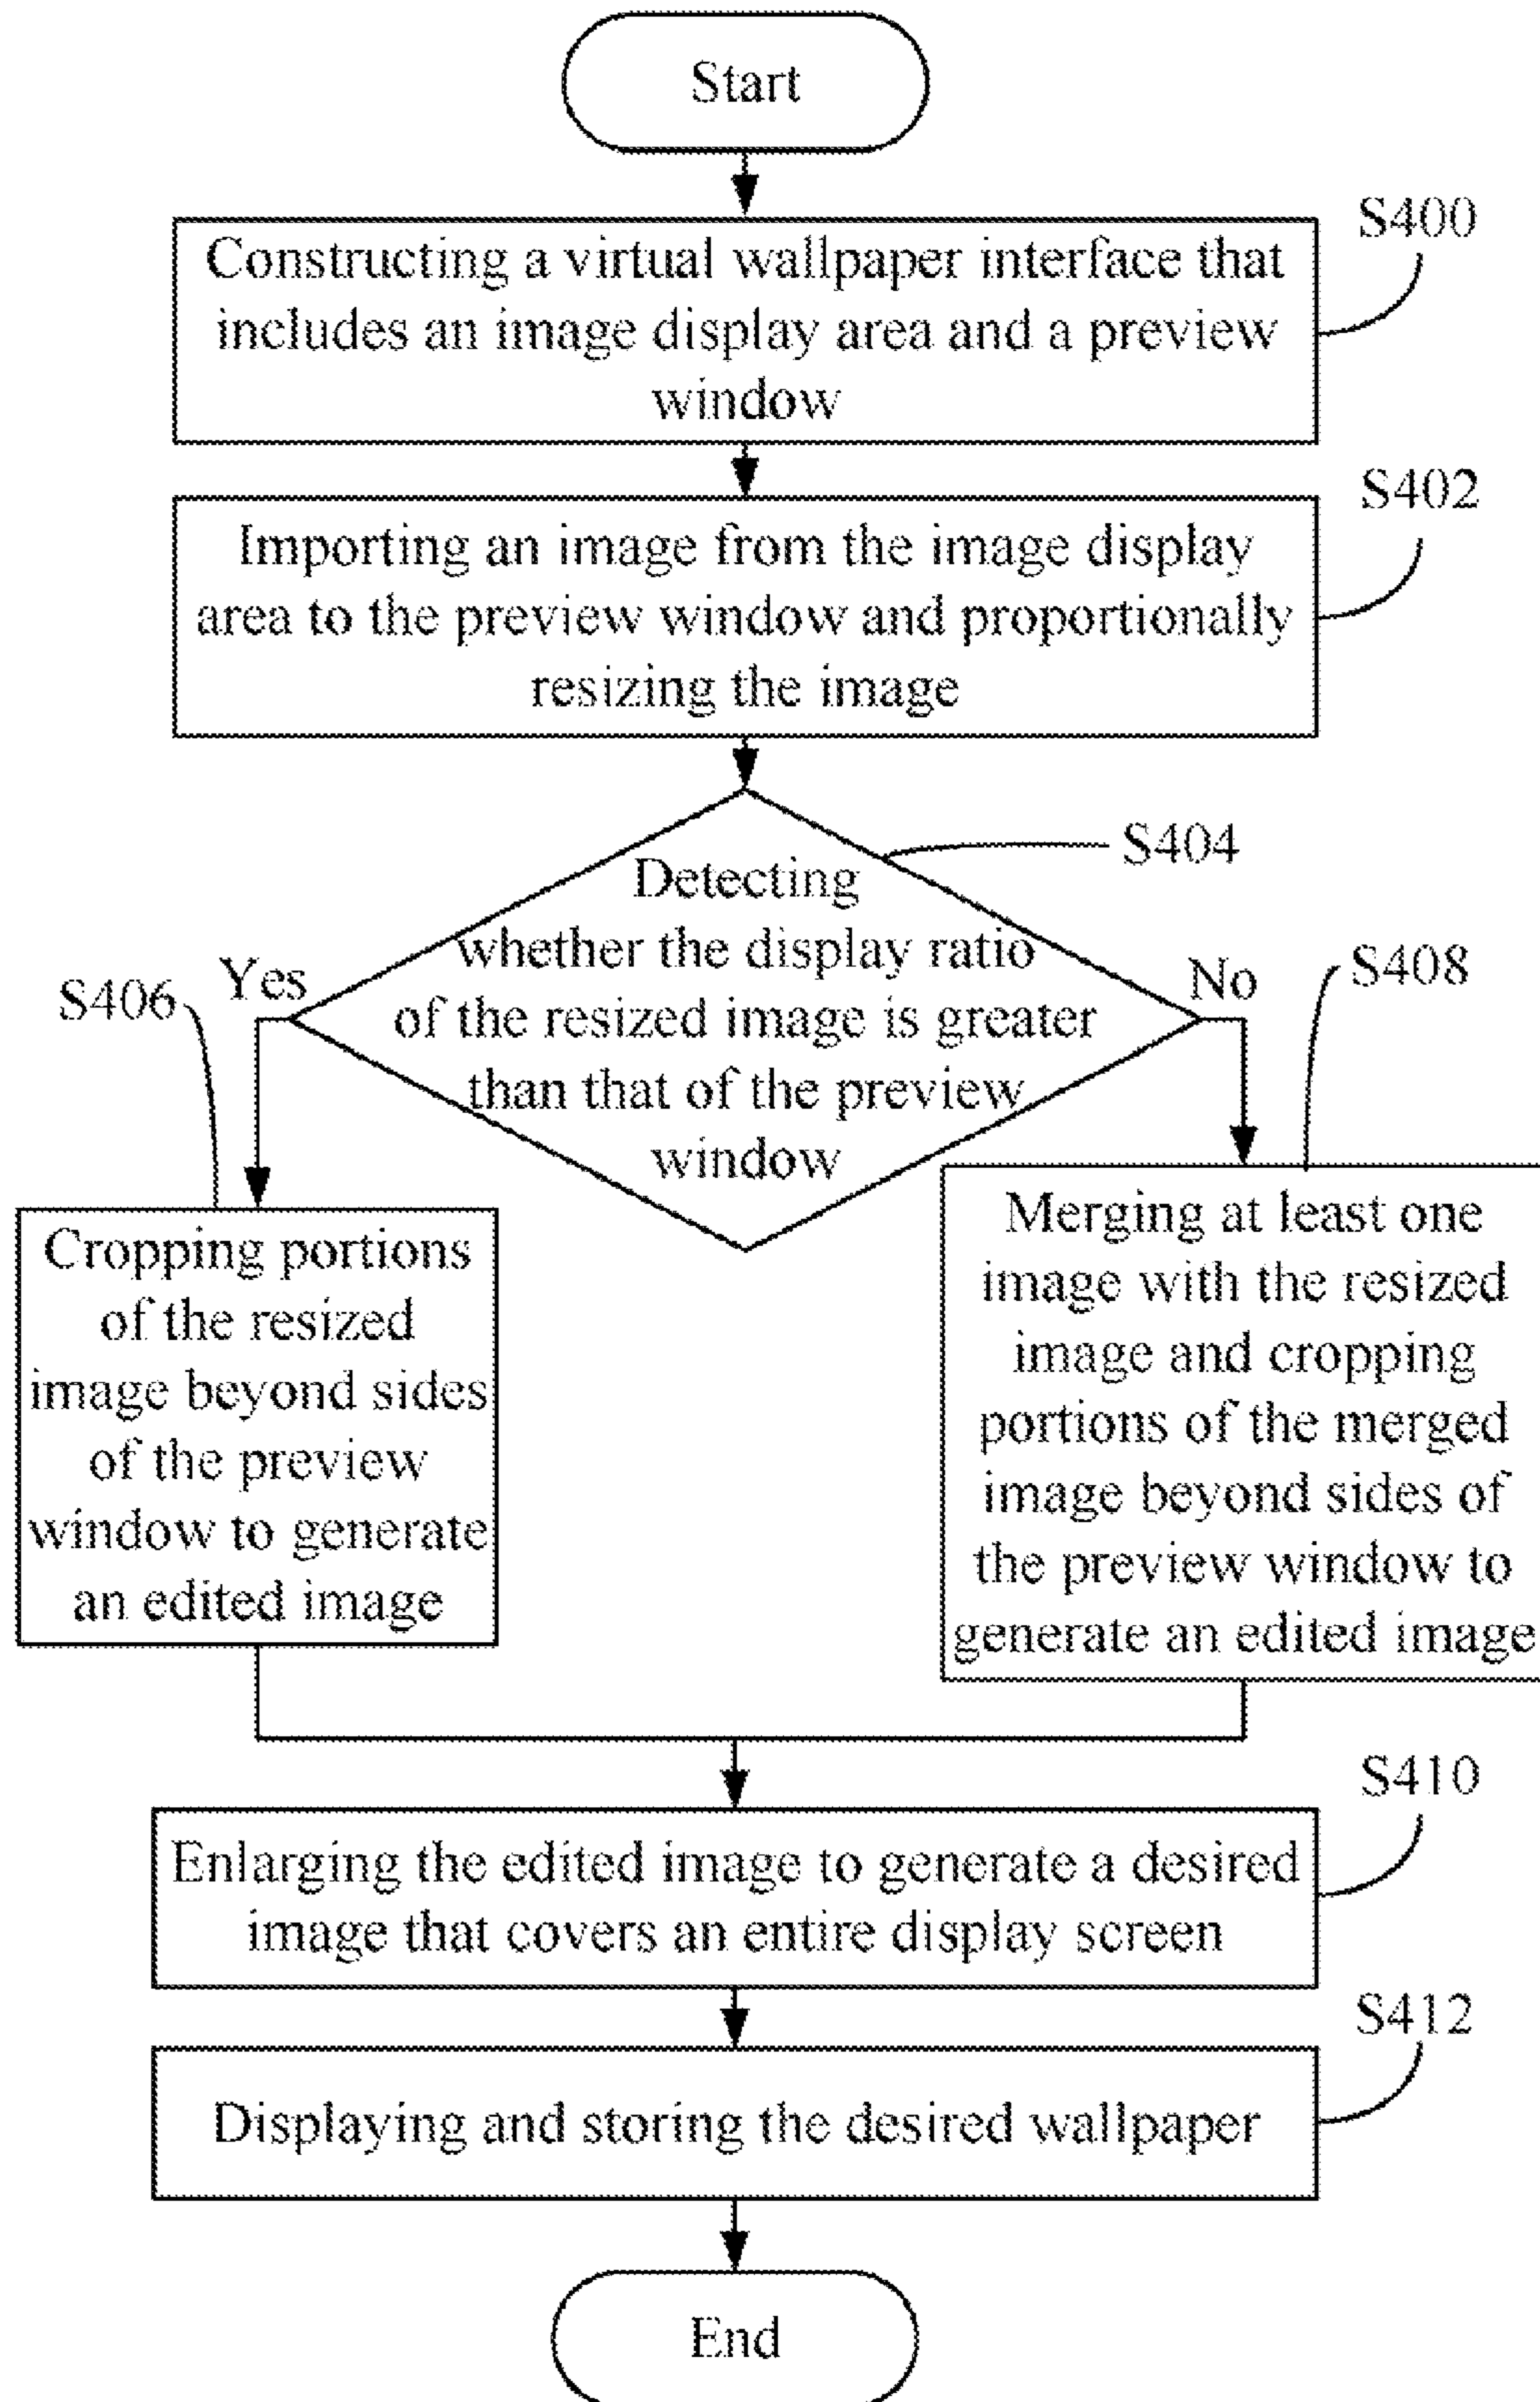 Start
S400
Constructing a virtual wallpaper interface that
includes an image display area and a preview
window
S402
Importing an image from the image display
area to the preview window and proportionally
resizing the image
S404
Detecting
whether the display ratio
of the resized image is greater
than that of the preview
window
Yes
No
S406
S408
Cropping portions
of the resized
image beyond sides
of the preview
window to generate
an edited image
Merging at least one
image with the resized
image and cropping
portions of the merged
image beyond sides of
the preview window to
generate an edited image
S410
Enlarging the edited image to generate a desired
image that covers an entire display screen
S412
Displaying and storing the desired wallpaper
End